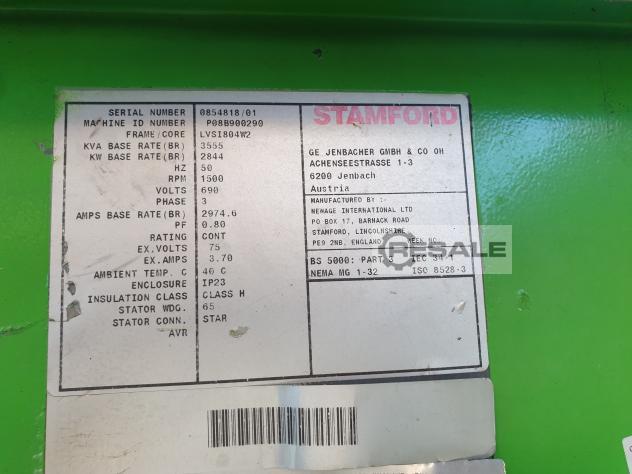 SERIAL NUMBER 0854818/01
MACHINE ID NUMBER P08B900290
FRAME/CORE LVSI804W2
KVA BASE RATE(BR) 3555
KW BASE RATE(BR) 2844
HZ 50
RPM 1500
VOLTS 690
PHASE 3
AMPS BASE RATE(BR) 2974.6
PF 0.80
RATING CONT
EX.VOLTS 75
EX.AMPS 3.70
AMBIENT TEMP. C 40 C
ENCLOSURE IP23
INSULATION CLASS CLASS H
STATOR WDG. 65
STATOR CONN. STAR
AVR
STAMFORD
GE JENBACHER GMBH & CO OH
ACHENSEESTRASSE 1-3
6200 Jenbach
Austria
MANUFACTURED BY :-
NEWAGE INTERNATIONAL LTD
PO BOX 17, BARNACK ROAD
STAMFORD, LINCOLNSHIRE
PE9 2NB, ENGLAND
RESALE
BS 5000: PART 3 IEC 34-1
NEMA MG 1-32 ISO 8528-3